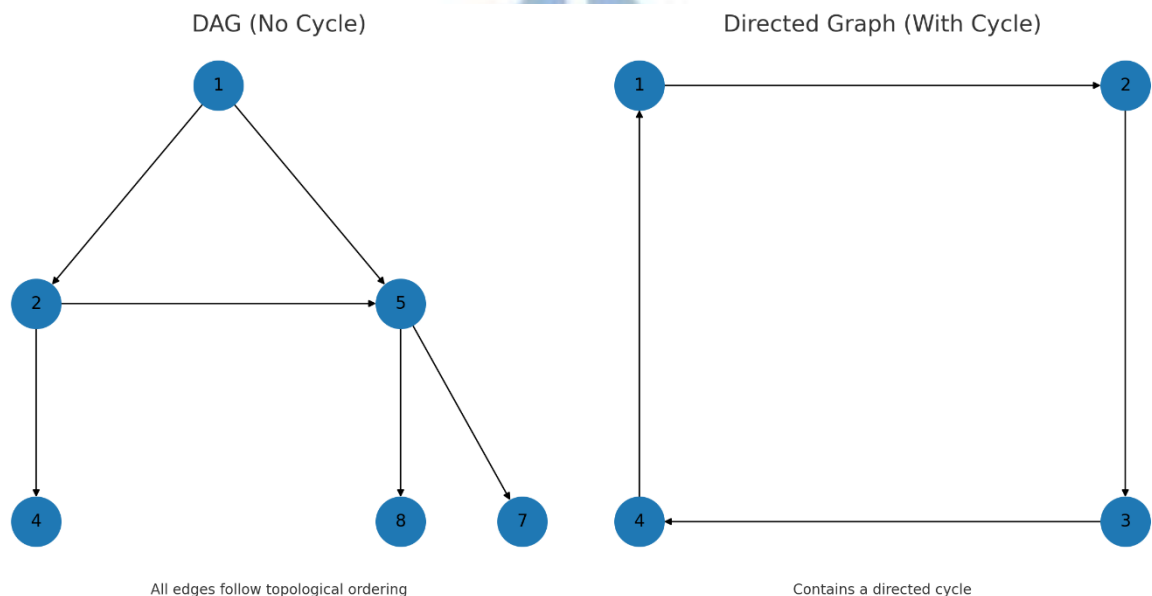 DAG (No Cycle)
1
2
5
4
8
7
All edges follow topological ordering
Directed Graph (With Cycle)
1
2
4
3
Contains a directed cycle